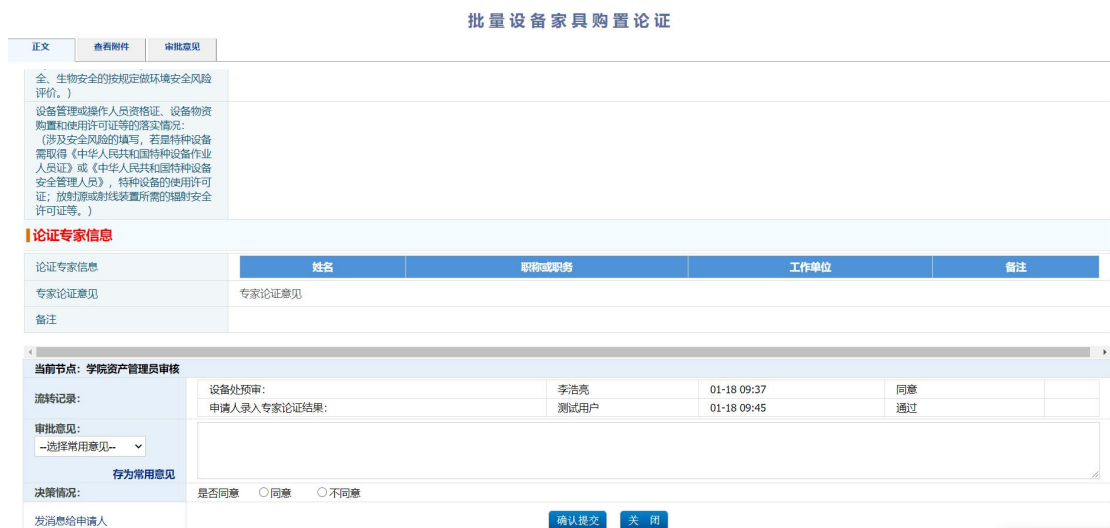 批量设备家具购置论证
正文 查看附件 审批意见
全、生物安全的按规定做环境安全风险
评价。)
设备管理或操作人员资格证、设备物资
购置和使用许可证等的落实情况:
(涉及安全风险的填写，若是特种设备
需取得《中华人民共和国特种设备作业
人员证》或《中华人民共和国特种设备
安全管理人员》，特种设备的使用许可
证；放射源或射线装置所需的辐射安全
许可证等。)
论证专家信息
论证专家信息 姓名 职称或职务 工作单位 备注
专家论证意见 专家论证意见
备注
当前节点：学院资产管理员审核
流转记录:
设备处预审: 李浩亮 01-18 09:37 同意
申请人录入专家论证结果: 测试用户 01-18 09:45 通过
审批意见:
--选择常用意见--
存为常用意见
决策情况: 是否同意 同意 不同意
发消息给申请人 确认提交 关 闭